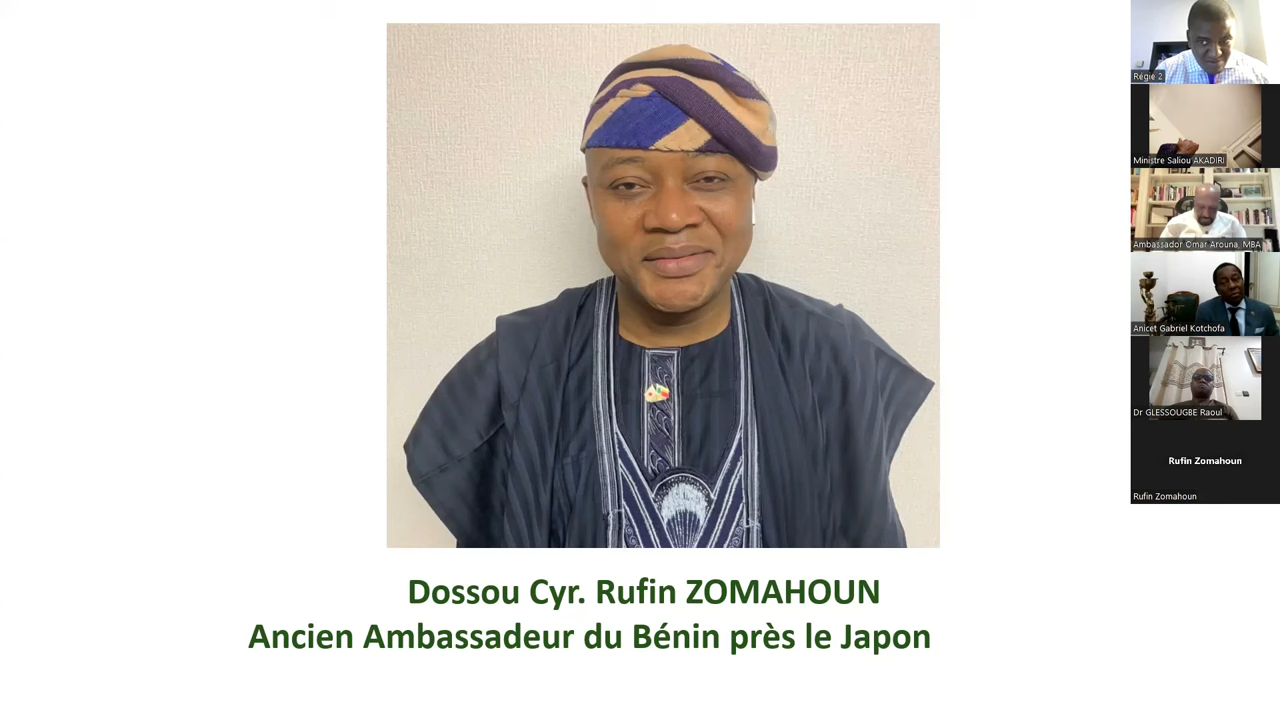 Régie 2
Ministre Saliou AKADIRI
Ambassador Omar Arouna, MBA
Anicet Gabriel Kotchofa
Dr GLESSOUGBE Raoul
Rufin Zomahoun
Rufin Zomahoun
Dossou Cyr. Rufin ZOMAHOUN
Ancien Ambassadeur du Bénin près le Japon